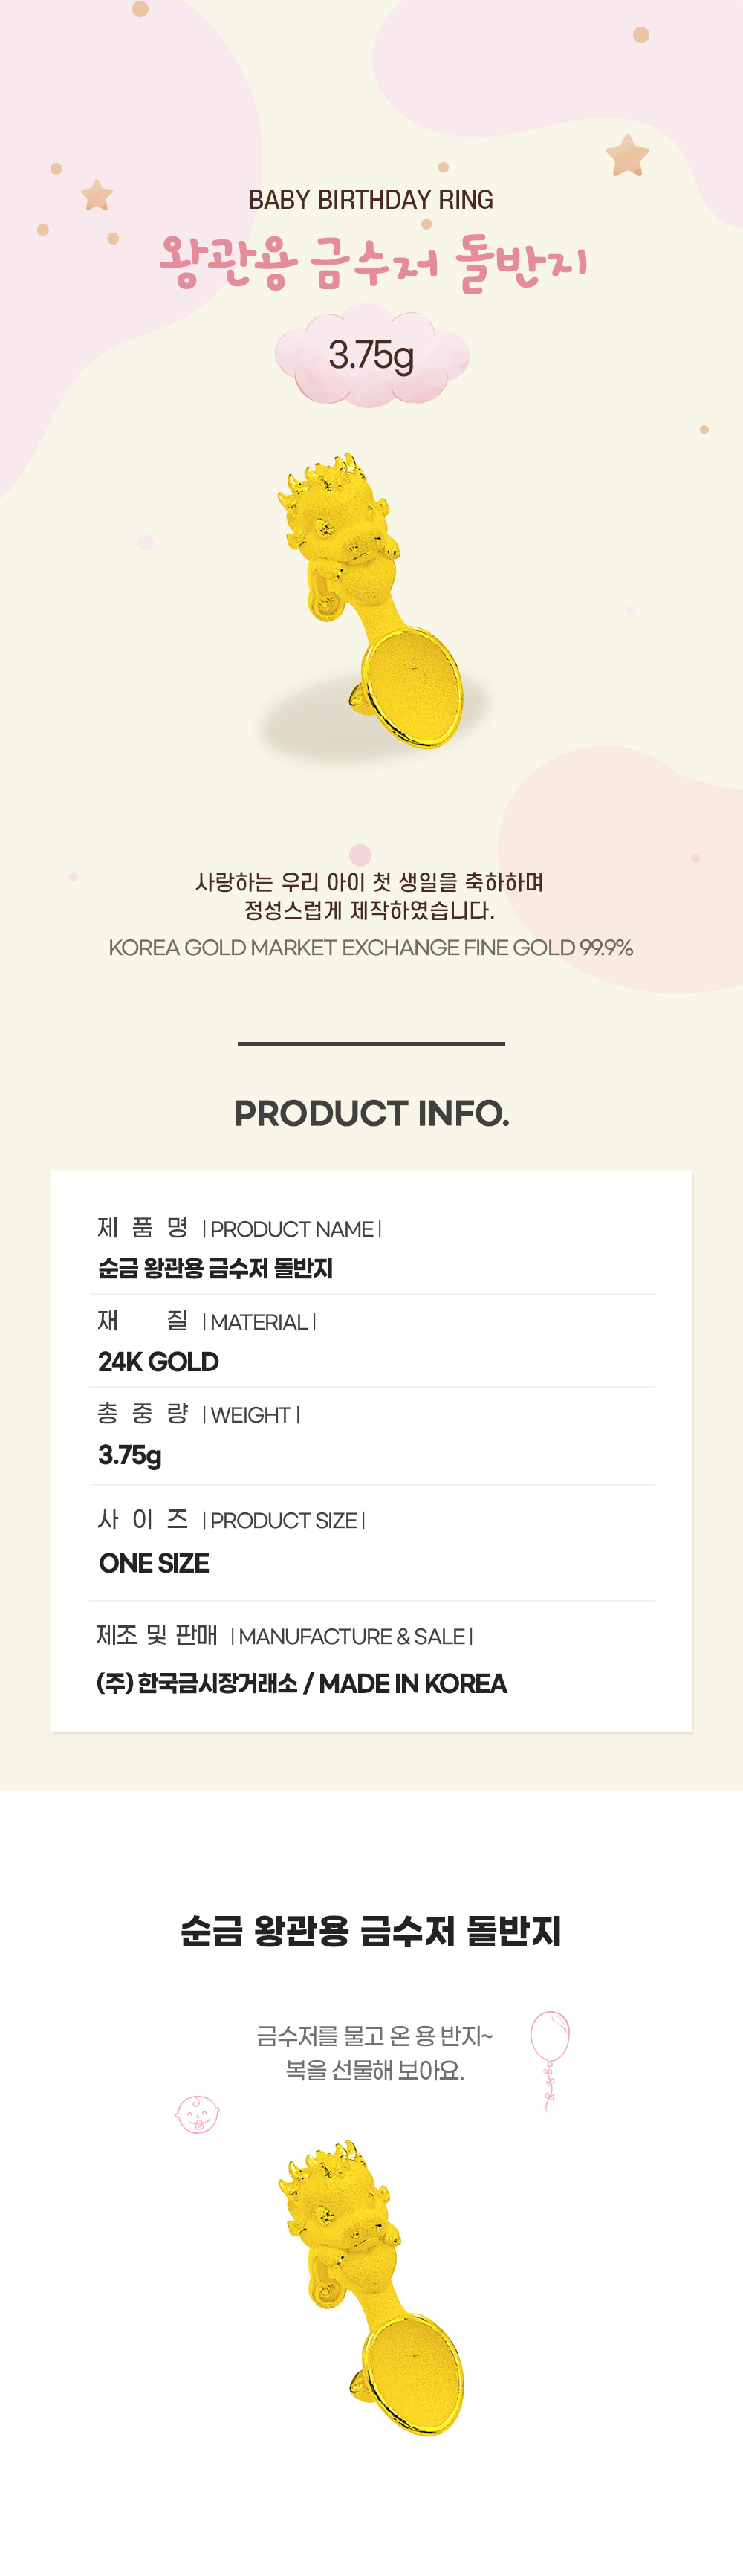 BABY BIRTHDAY RING
왕관용 금수저 돌반지
3.75g
사랑하는 우리 아이 첫 생일을 축하하며
정성스럽게 제작하였습니다.
KOREA GOLD MARKET EXCHANGE FINE GOLD 99.9%
PRODUCT INFO.
제 품 명 | PRODUCT NAME |
순금 왕관용 금수저 돌반지
재 질 | MATERIAL |
24K GOLD
총 중 량 | WEIGHT |
3.75g
사 이 즈 | PRODUCT SIZE |
ONE SIZE
제조 및 판매 | MANUFACTURE & SALE |
(주) 한국금시장거래소 / MADE IN KOREA
순금 왕관용 금수저 돌반지
금수저를 물고 온 용 반지~
복을 선물해 보아요.